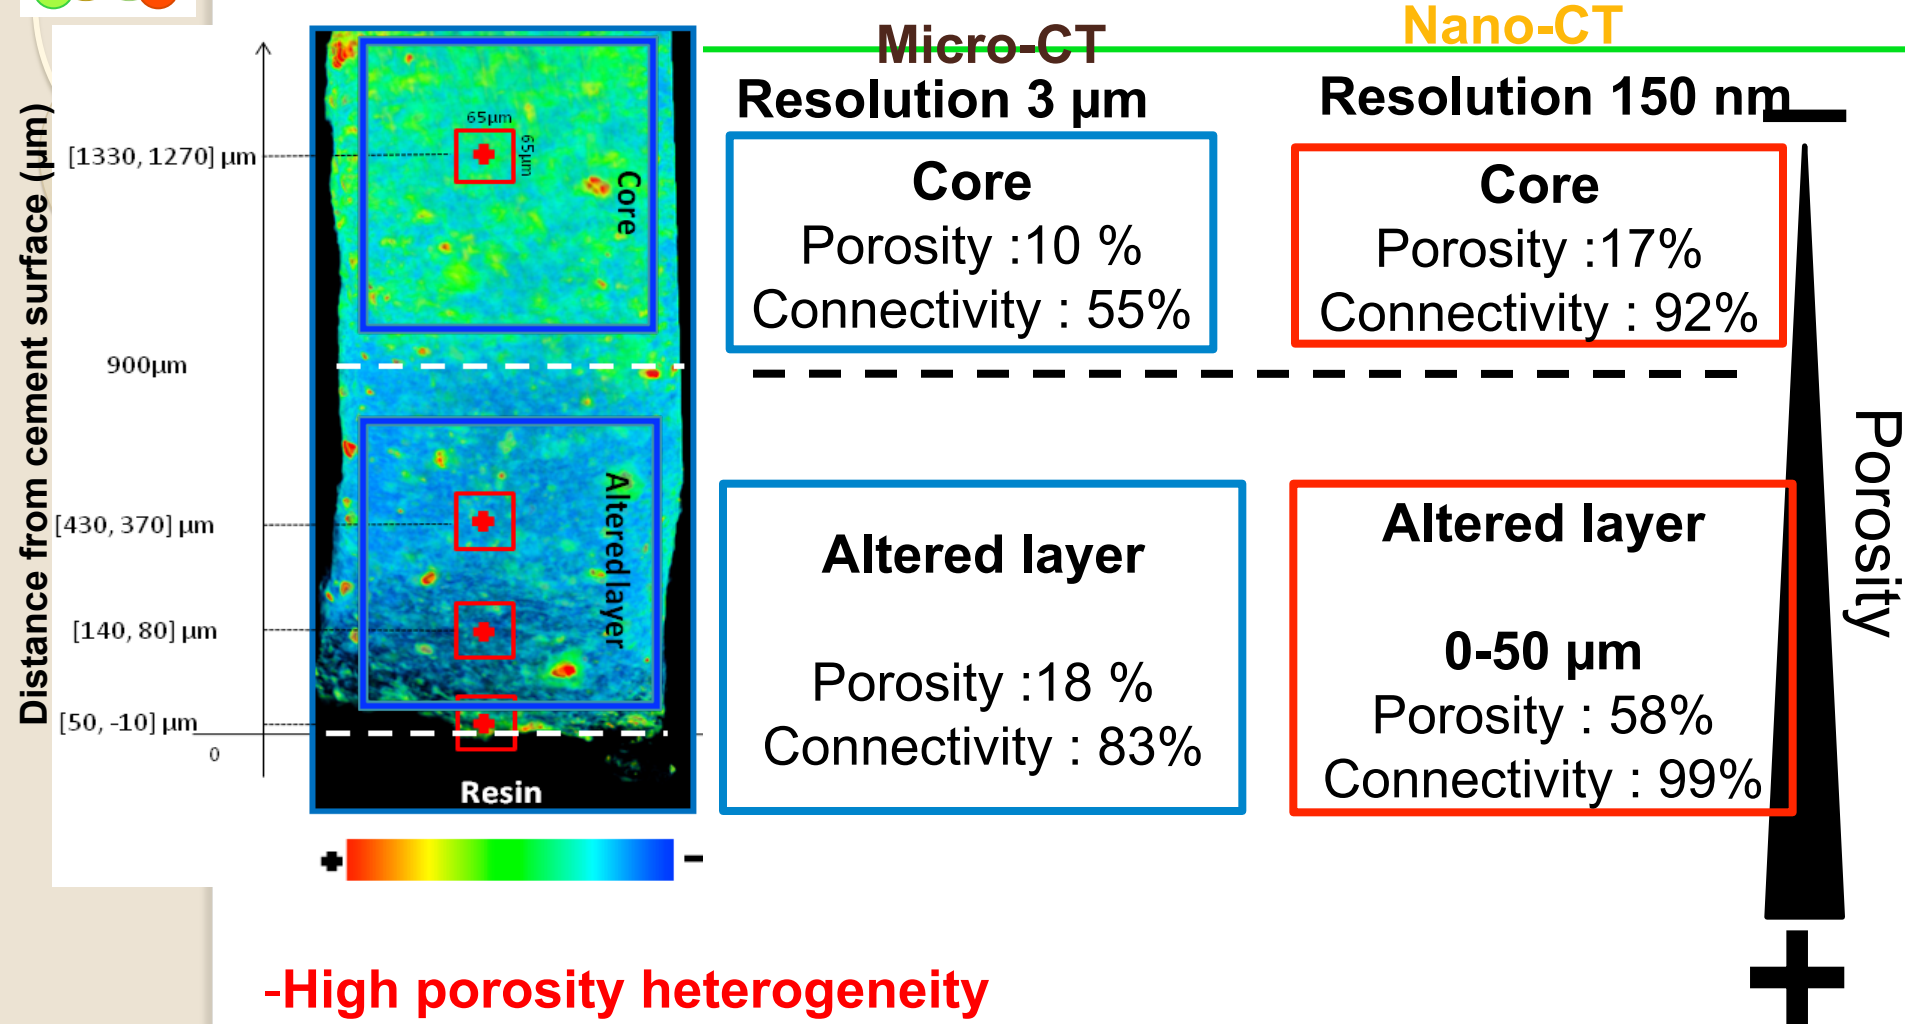 Micro-CT
Nano-CT
Resolution 3 µm
Resolution 150 nm
Distance from cement surface (µm)
[1330, 1270] µm
900µm
[430, 370] µm
[140, 80] µm
[50, -10] µm
0
65µm
65µm
Core
Altered layer
Resin
+
-
Core
Porosity :10 %
Connectivity : 55%
Core
Porosity :17%
Connectivity : 92%
Altered layer
Porosity :18 %
Connectivity : 83%
Altered layer
0-50 µm
Porosity : 58%
Connectivity : 99%
–
Porosity
+
-High porosity heterogeneity